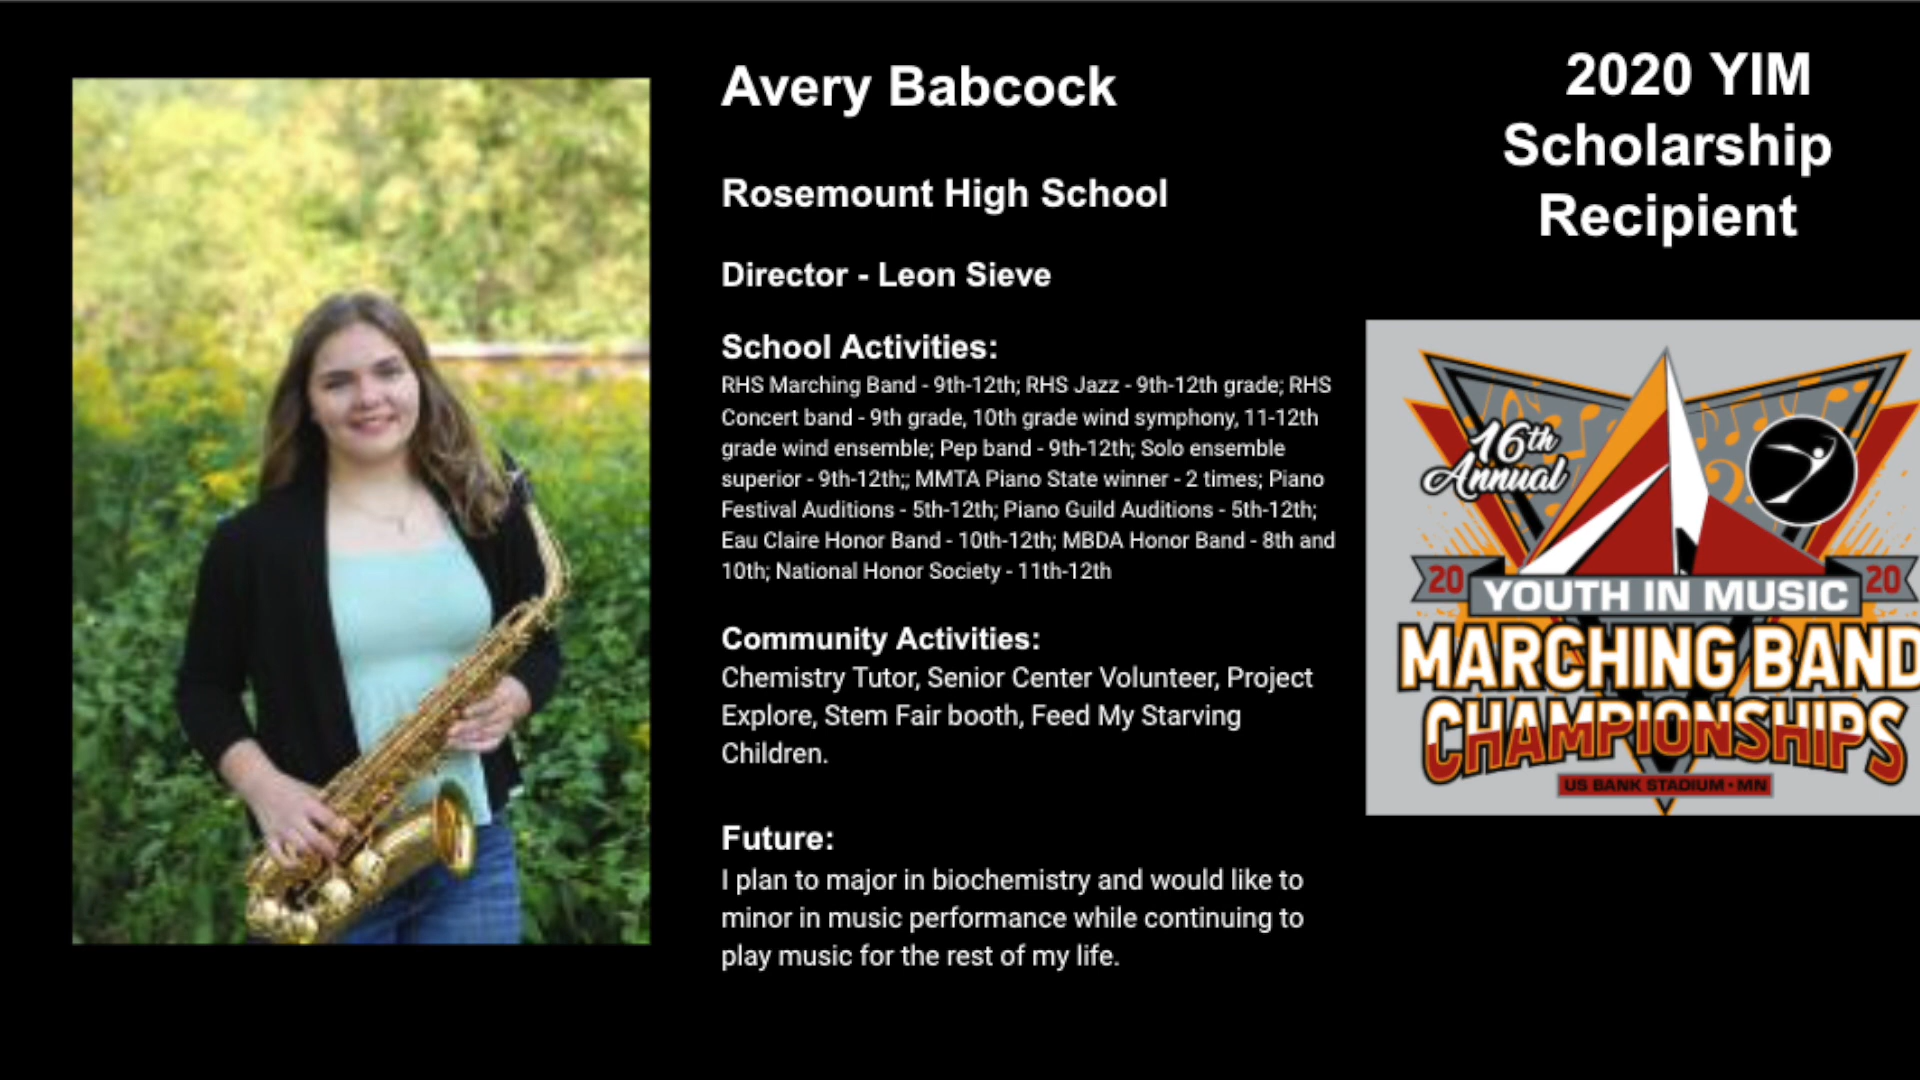 Avery Babcock
Rosemount High School
Director - Leon Sieve
School Activities:
RHS Marching Band - 9th-12th; RHS Jazz - 9th-12th grade; RHS
Concert band - 9th grade, 10th grade wind symphony, 11-12th
grade wind ensemble; Pep band - 9th-12th; Solo ensemble
superior - 9th-12th;; MMTA Piano State winner - 2 times; Piano
Festival Auditions - 5th-12th; Piano Guild Auditions - 5th-12th;
Eau Claire Honor Band - 10th-12th; MBDA Honor Band - 8th and
10th; National Honor Society - 11th-12th
Community Activities:
Chemistry Tutor, Senior Center Volunteer, Project
Explore, Stem Fair booth, Feed My Starving
Children.
Future:
I plan to major in biochemistry and would like to
minor in music performance while continuing to
play music for the rest of my life.
2020 YIM
Scholarship
Recipient
16th
Annual
20 YOUTH IN MUSIC 20
MARCHING BAND
CHAMPIONSHIPS
US BANK STADIUM • MN